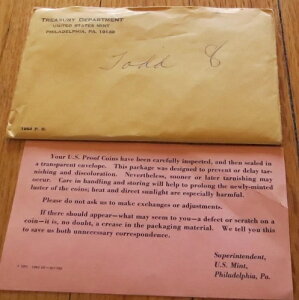 TREASURY DEPARTMENT
UNITED STATES MINT
PHILADELPHIA, PA. 19130
Todd 8
1962 P. S.
Your U.S. Proof Coins have been carefully inspected, and then sealed in
a transparent envelope. This package was designed to prevent or delay tar-
nishing and discoloration. Nevertheless, sooner or later tarnishing may
occur. Care in handling and storing will help to prolong the newly-minted
luster of the coins; heat and direct sunlight are especially harmful.
Please do not ask us to make exchanges or adjustments.
If there should appear—what may seem to you—a defect or scratch on a
coin—it is, no doubt, a crease in the packaging material. We tell you this
to save us both unnecessary correspondence.
Superintendent,
U.S. Mint,
Philadelphia, Pa.